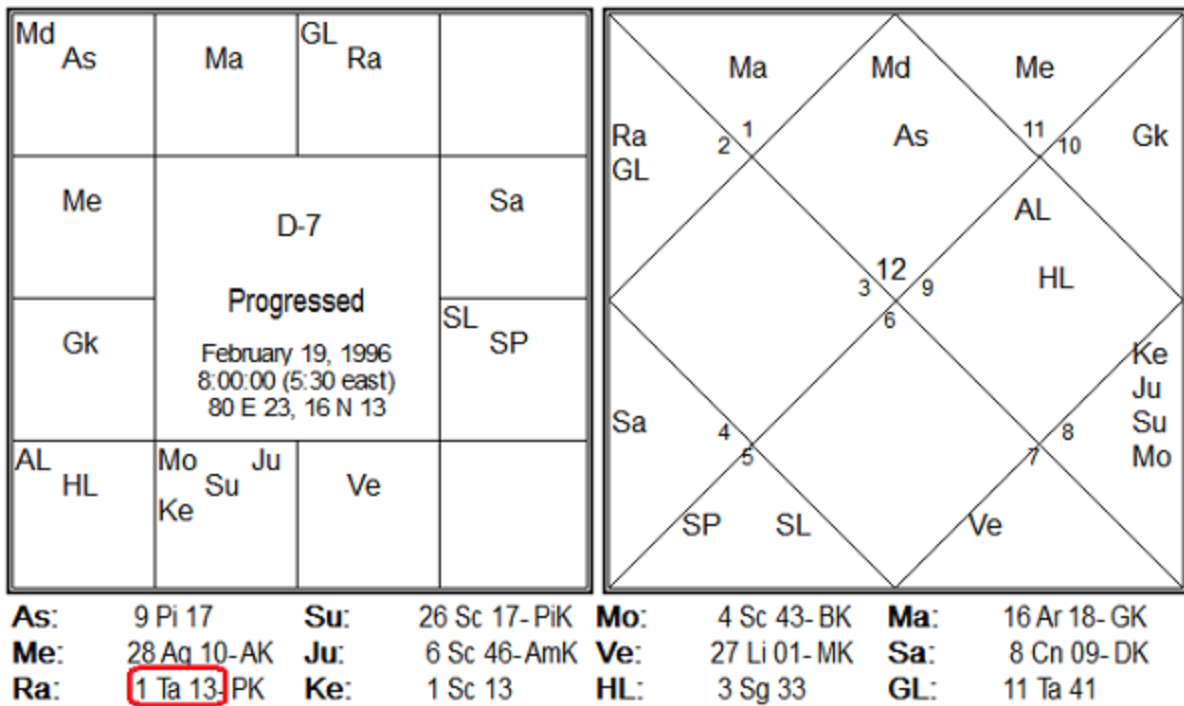 Md
As
Ma
GL
Ra
Me
D-7
Sa
Progressed
Gk
February 19, 1996
8:00:00 (5:30 east)
80 E 23, 16 N 13
SL
SP
AL
HL
Mo Ju
Su
Ke
Ve
Ma
Md
Me
Ra
GL
2
1
As
11
10
Gk
AL
HL
12
3
9
6
Sa
4
5
Ke
Ju
Su
Mo
8
7
SP
SL
Ve
As: 9 Pi 17 Su: 26 Sc 17- PiK Mo: 4 Sc 43- BK Ma: 16 Ar 18- GK
Me: 28 Aq 10- AK Ju: 6 Sc 46- AmK Ve: 27 Li 01- MK Sa: 8 Cn 09- DK
Ra: 1 Ta 13- PK Ke: 1 Sc 13 HL: 3 Sg 33 GL: 11 Ta 41